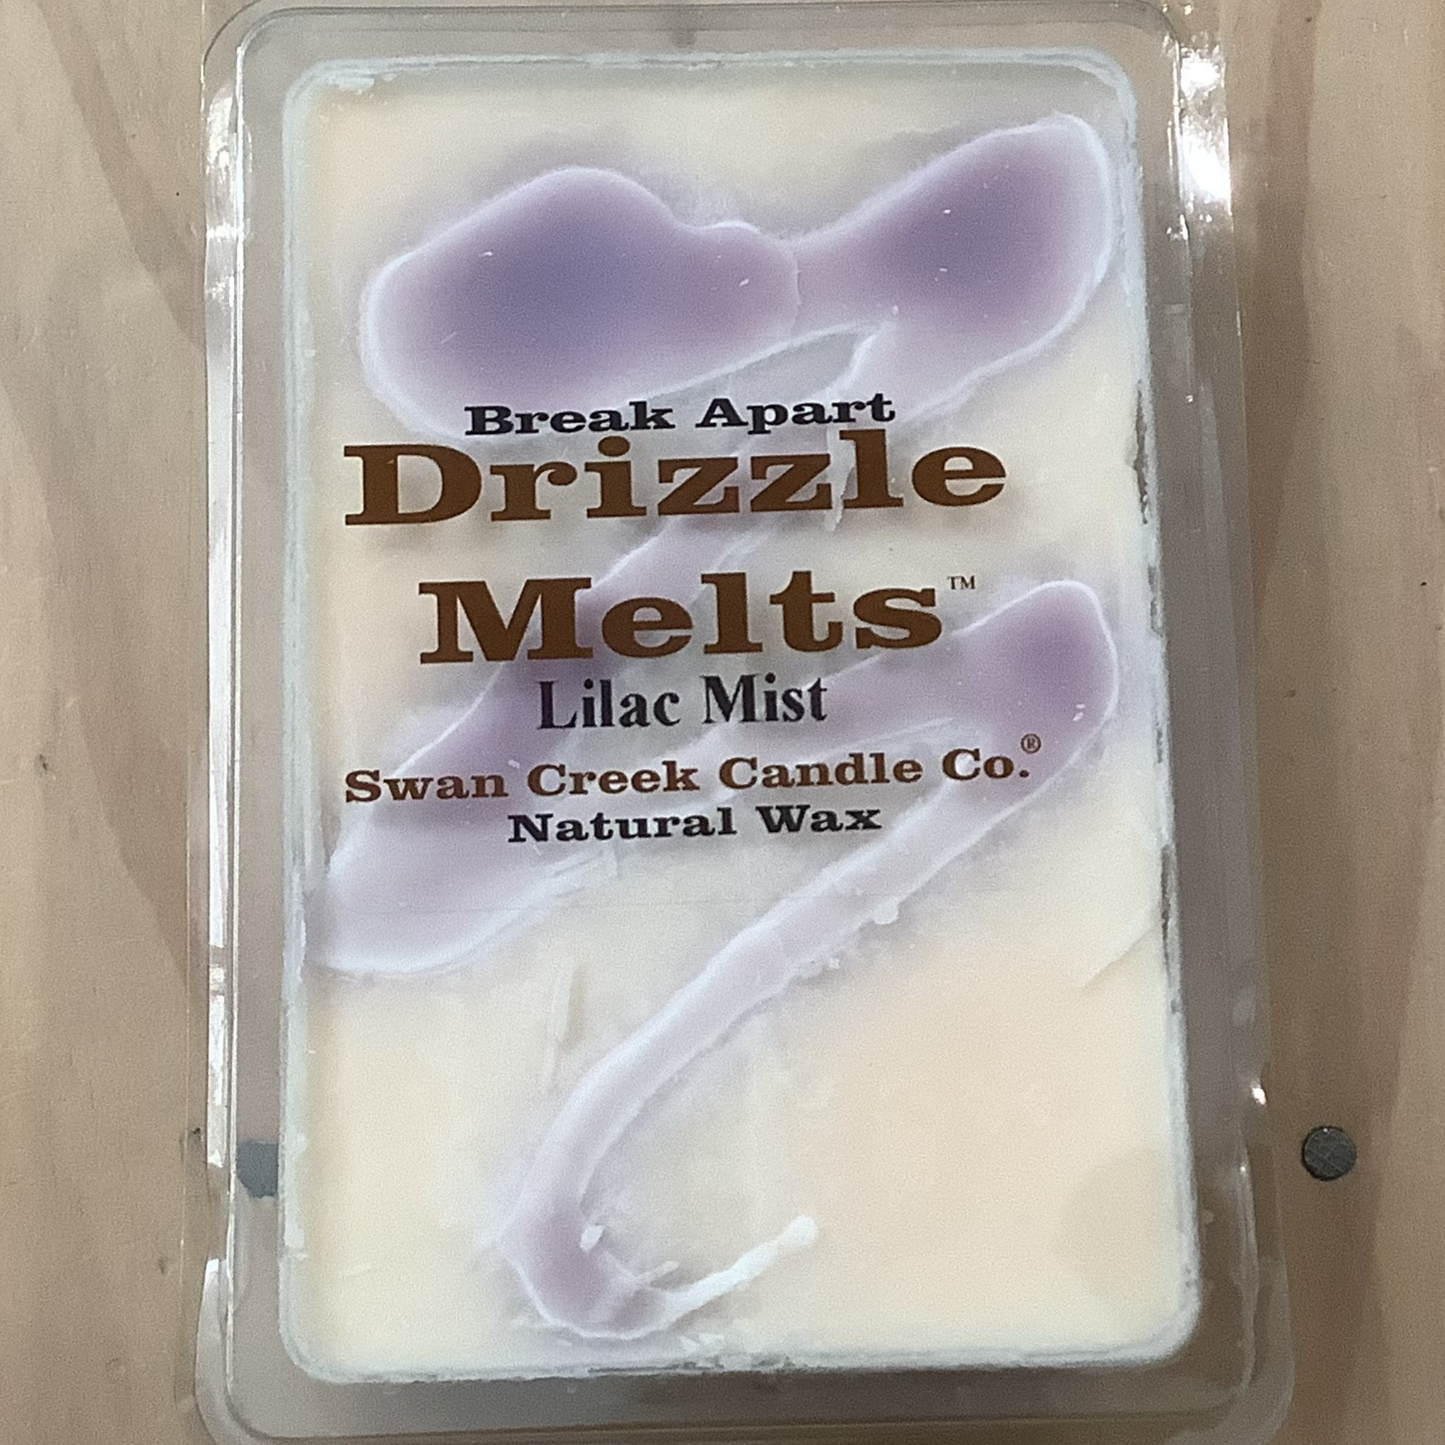 Break Apart
Drizzle
Melts™
Lilac Mist
Swan Creek Candle Co.®
Natural Wax